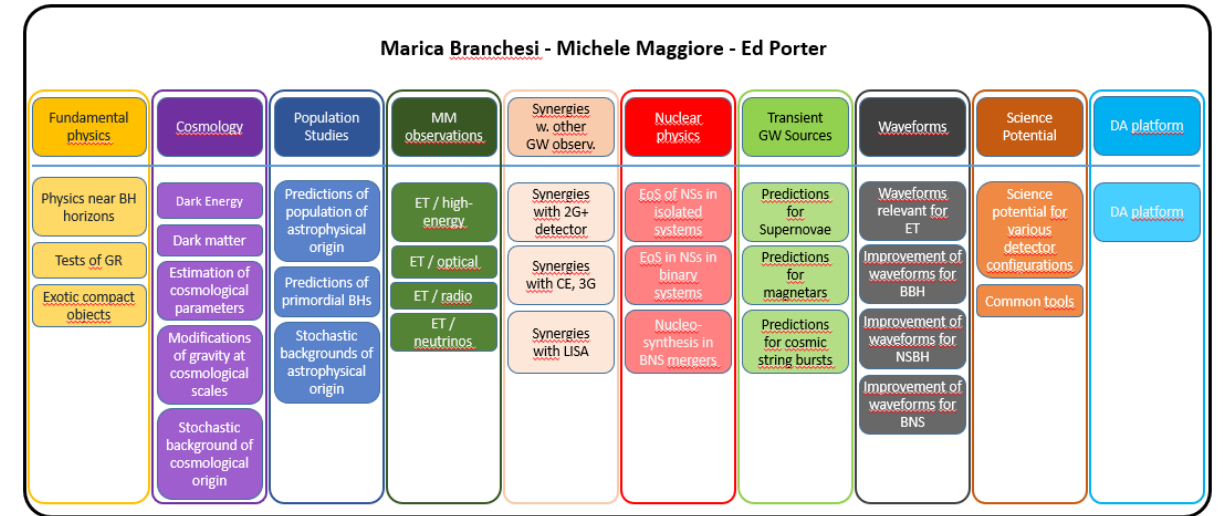 Marica Branchesi - Michele Maggiore - Ed Porter
Fundamental
physics
Cosmology
Population
Studies
MM
observations
Synergies
w. other
GW observ.
Nuclear
physics
Transient
GW Sources
Waveforms
Science
Potential
DA platform
Physics near BH
horizons
Tests of GR
Exotic compact
objects
Dark Energy
Dark matter
Estimation of
cosmological
parameters
Modifications
of gravity at
cosmological
scales
Stochastic
background of
cosmological
origin
Predictions of
population of
astrophysical
origin
Predictions of
primordial BHs
Stochastic
backgrounds of
astrophysical
origin
ET / high-
energy
ET / optical
ET / radio
ET /
neutrinos
Synergies
with 2G+
detector
Synergies
with CE, 3G
Synergies
with LISA
EoS of NSs in
isolated
systems
EoS in NSs in
binary
systems
Nucleo-
synthesis in
BNS mergers
Predictions
for
Supernovae
Predictions
for
magnetars
Predictions
for cosmic
string bursts
Waveforms
relevant for
ET
Improvement of
waveforms for
BBH
Improvement of
waveforms for
NSBH
Improvement of
waveforms for
BNS
Science
potential for
various
detector
configurations
Common tools
DA platform